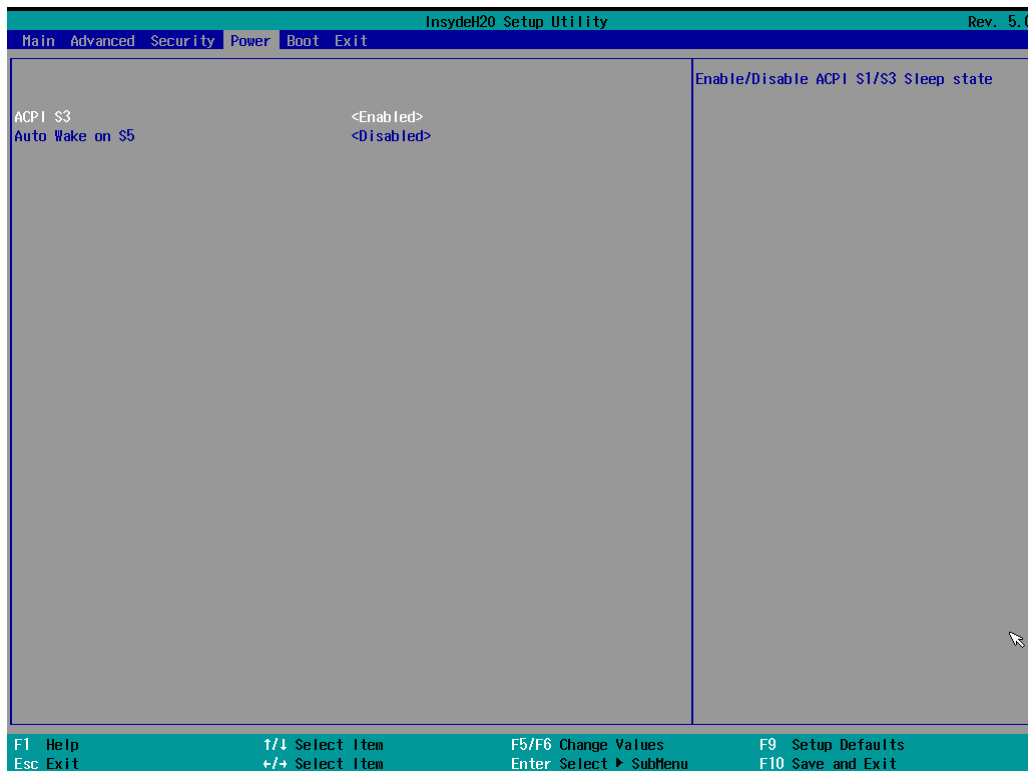 InsydeH20 Setup Utility Rev. 5.0
Main Advanced Security Power Boot Exit
Enable/Disable ACPI S1/S3 Sleep state
ACPI S3 <Enabled>
Auto Wake on S5 <Disabled>
F1 Help ↑/↓ Select Item F5/F6 Change Values F9 Setup Defaults
Esc Exit ←/→ Select Item Enter Select ▶ SubMenu F10 Save and Exit